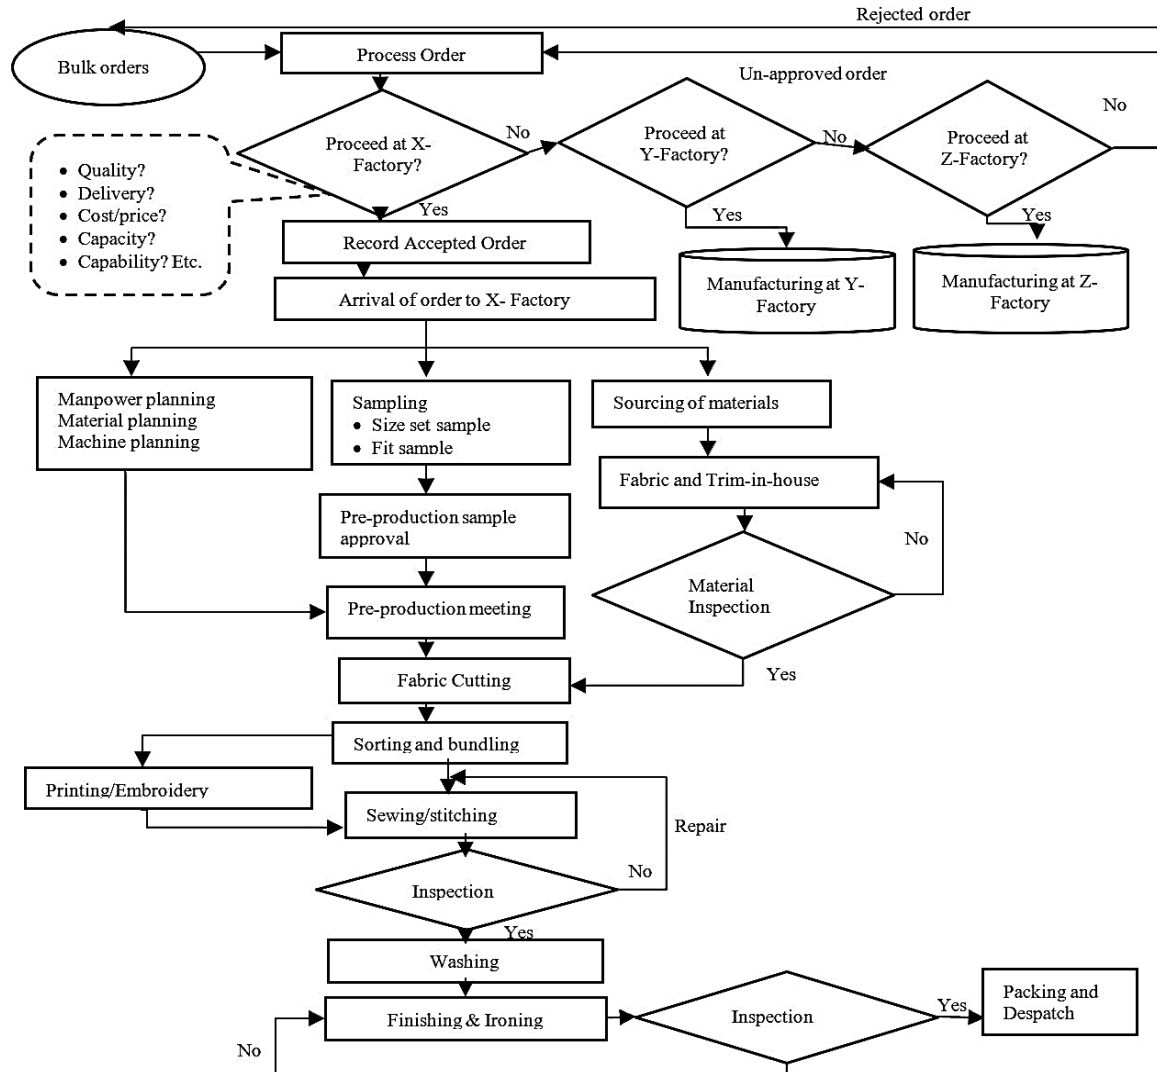 Rejected order
Bulk orders
Process Order
Un-approved order
Proceed at X-
Factory?
No
Proceed at
Y-Factory?
No
Proceed at
Z-Factory?
No
• Quality?
• Delivery?
• Cost/price?
• Capacity?
• Capability? Etc.
Yes
Yes
Yes
Record Accepted Order
Manufacturing at Y-
Factory
Manufacturing at Z-
Factory
Arrival of order to X- Factory
Manpower planning
Material planning
Machine planning
Sampling
• Size set sample
• Fit sample
Sourcing of materials
Fabric and Trim-in-house
Pre-production sample
approval
No
Material
Inspection
Pre-production meeting
Yes
Fabric Cutting
Sorting and bundling
Printing/Embroidery
Sewing/stitching
Repair
Inspection
No
Yes
Washing
Finishing & Ironing
Inspection
Yes
Packing and
Despatch
No